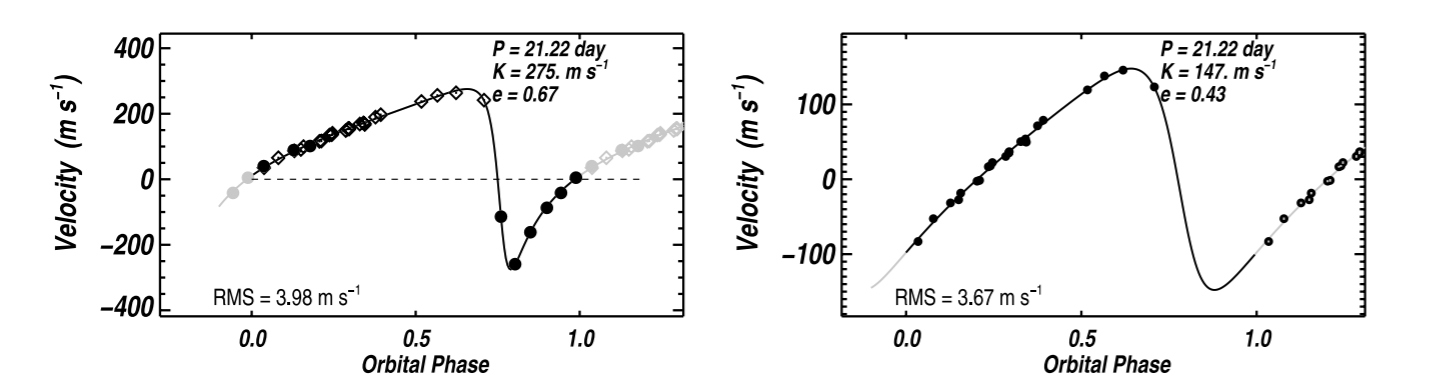 400
200
0
−200
−400
Velocity (m s−1)
P = 21.22 day
K = 275. m s−1
e = 0.67
RMS = 3.98 m s−1
0.0 0.5 1.0
Orbital Phase
100
0
−100
Velocity (m s−1)
P = 21.22 day
K = 147. m s−1
e = 0.43
RMS = 3.67 m s−1
0.0 0.5 1.0
Orbital Phase